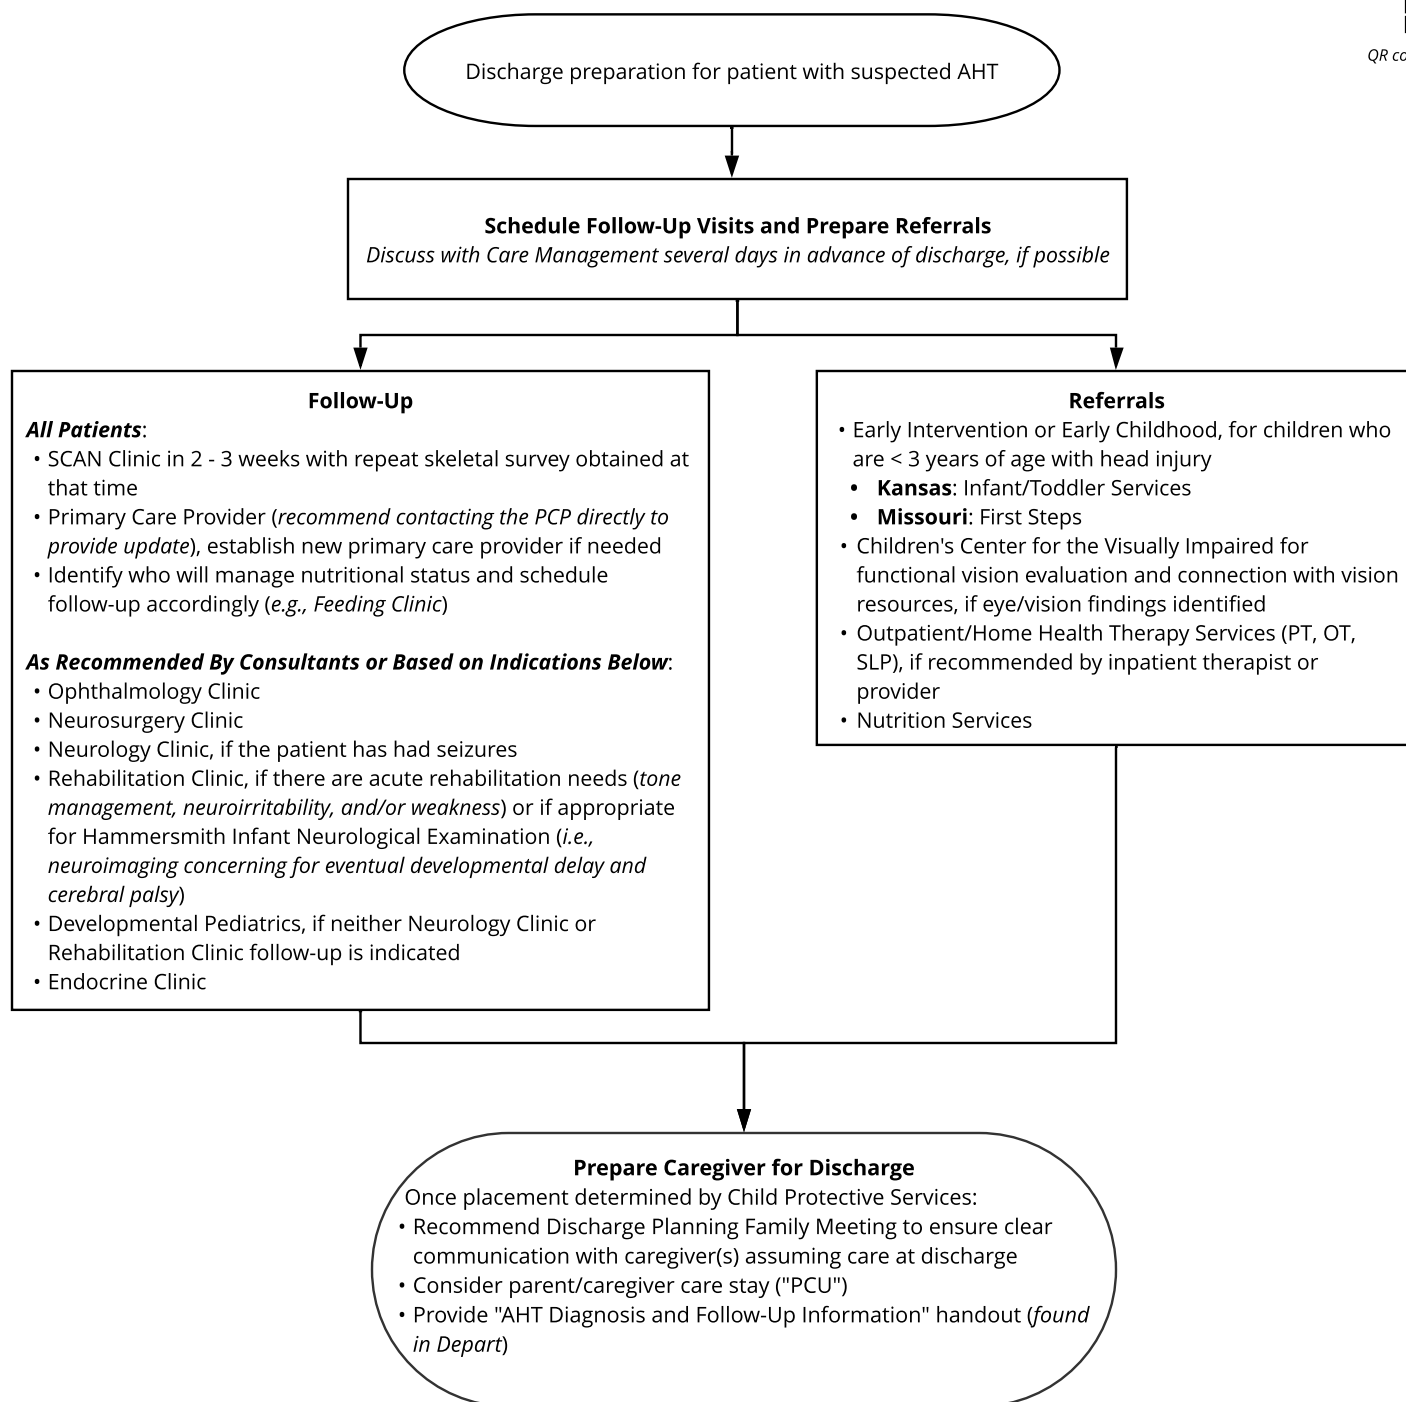 QR co
Discharge preparation for patient with suspected AHT
Schedule Follow-Up Visits and Prepare Referrals
Discuss with Care Management several days in advance of discharge, if possible
Follow-Up
All Patients:
• SCAN Clinic in 2 - 3 weeks with repeat skeletal survey obtained at
that time
• Primary Care Provider (recommend contacting the PCP directly to
provide update), establish new primary care provider if needed
• Identify who will manage nutritional status and schedule
follow-up accordingly (e.g., Feeding Clinic)
As Recommended By Consultants or Based on Indications Below:
• Ophthalmology Clinic
• Neurosurgery Clinic
• Neurology Clinic, if the patient has had seizures
• Rehabilitation Clinic, if there are acute rehabilitation needs (tone
management, neuroirritability, and/or weakness) or if appropriate
for Hammersmith Infant Neurological Examination (i.e.,
neuroimaging concerning for eventual developmental delay and
cerebral palsy)
• Developmental Pediatrics, if neither Neurology Clinic or
Rehabilitation Clinic follow-up is indicated
• Endocrine Clinic
Referrals
• Early Intervention or Early Childhood, for children who
are < 3 years of age with head injury
• Kansas: Infant/Toddler Services
• Missouri: First Steps
• Children's Center for the Visually Impaired for
functional vision evaluation and connection with vision
resources, if eye/vision findings identified
• Outpatient/Home Health Therapy Services (PT, OT,
SLP), if recommended by inpatient therapist or
provider
• Nutrition Services
Prepare Caregiver for Discharge
Once placement determined by Child Protective Services:
• Recommend Discharge Planning Family Meeting to ensure clear
communication with caregiver(s) assuming care at discharge
• Consider parent/caregiver care stay ("PCU")
• Provide "AHT Diagnosis and Follow-Up Information" handout (found
in Depart)